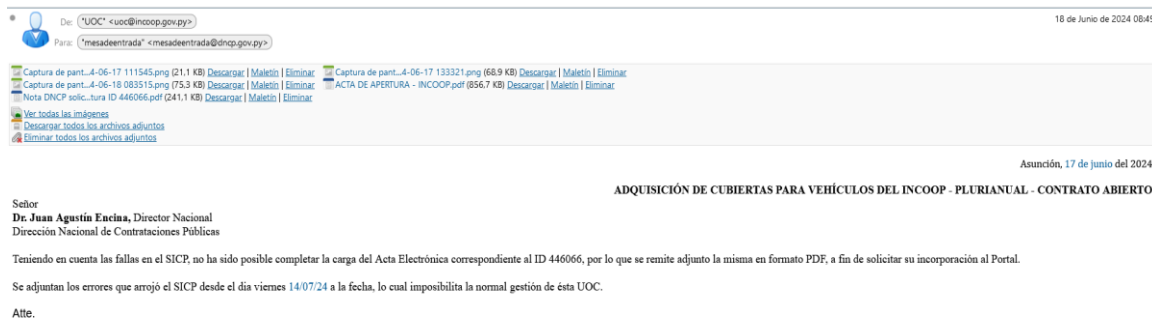 De: "UOC" <uoc@incoop.gov.py>
18 de Junio de 2024 08:49
Para: "mesadeentrada" <mesadeentrada@dncp.gov.py>
Captura de pant...4-06-17 111545.png (21,1 KB) Descargar | Maletín | Eliminar Captura de pant...4-06-17 133321.png (68,9 KB) Descargar | Maletín | Eliminar
Captura de pant...4-06-18 083515.png (75,3 KB) Descargar | Maletín | Eliminar ACTA DE APERTURA - INCOOP.pdf (856,7 KB) Descargar | Maletín | Eliminar
Nota DNCP solic...tura ID 446066.pdf (241,1 KB) Descargar | Maletín | Eliminar
Ver todas las imágenes
Descargar todos los archivos adjuntos
Eliminar todos los archivos adjuntos
Asunción, 17 de junio del 2024
ADQUISICIÓN DE CUBIERTAS PARA VEHÍCULOS DEL INCOOP - PLURIANUAL - CONTRATO ABIERTO
Señor
Dr. Juan Agustín Encina, Director Nacional
Dirección Nacional de Contrataciones Públicas
Teniendo en cuenta las fallas en el SICP, no ha sido posible completar la carga del Acta Electrónica correspondiente al ID 446066, por lo que se remite adjunto la misma en formato PDF, a fin de solicitar su incorporación al Portal.
Se adjuntan los errores que arrojó el SICP desde el dia viernes 14/07/24 a la fecha, lo cual imposibilita la normal gestión de ésta UOC.
Atte.